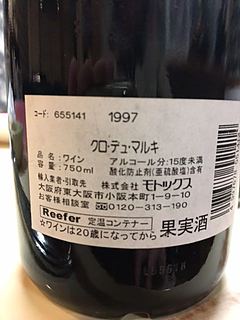 コード: 655141 1997
クロ・デュ・マルキ
品名:ワイン アルコール分:15度未満
容量:750ml 酸化防止剤(亜硫酸塩)含有
輸入業者・引取先 株式会社 モトックス
大阪府東大阪市小阪本町1-9-10
お客様相談室 0120-313-190
Reefer 定温コンテナー 果実酒
☆ワインは20歳になってから